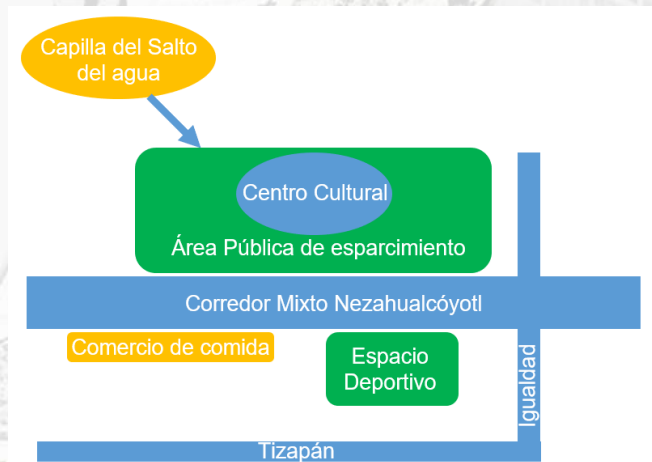 Capilla del Salto
del agua
Centro Cultural
Área Pública de esparcimiento
Corredor Mixto Nezahualcóyotl
Comercio de comida
Espacio
Deportivo
Igualdad
Tizapán